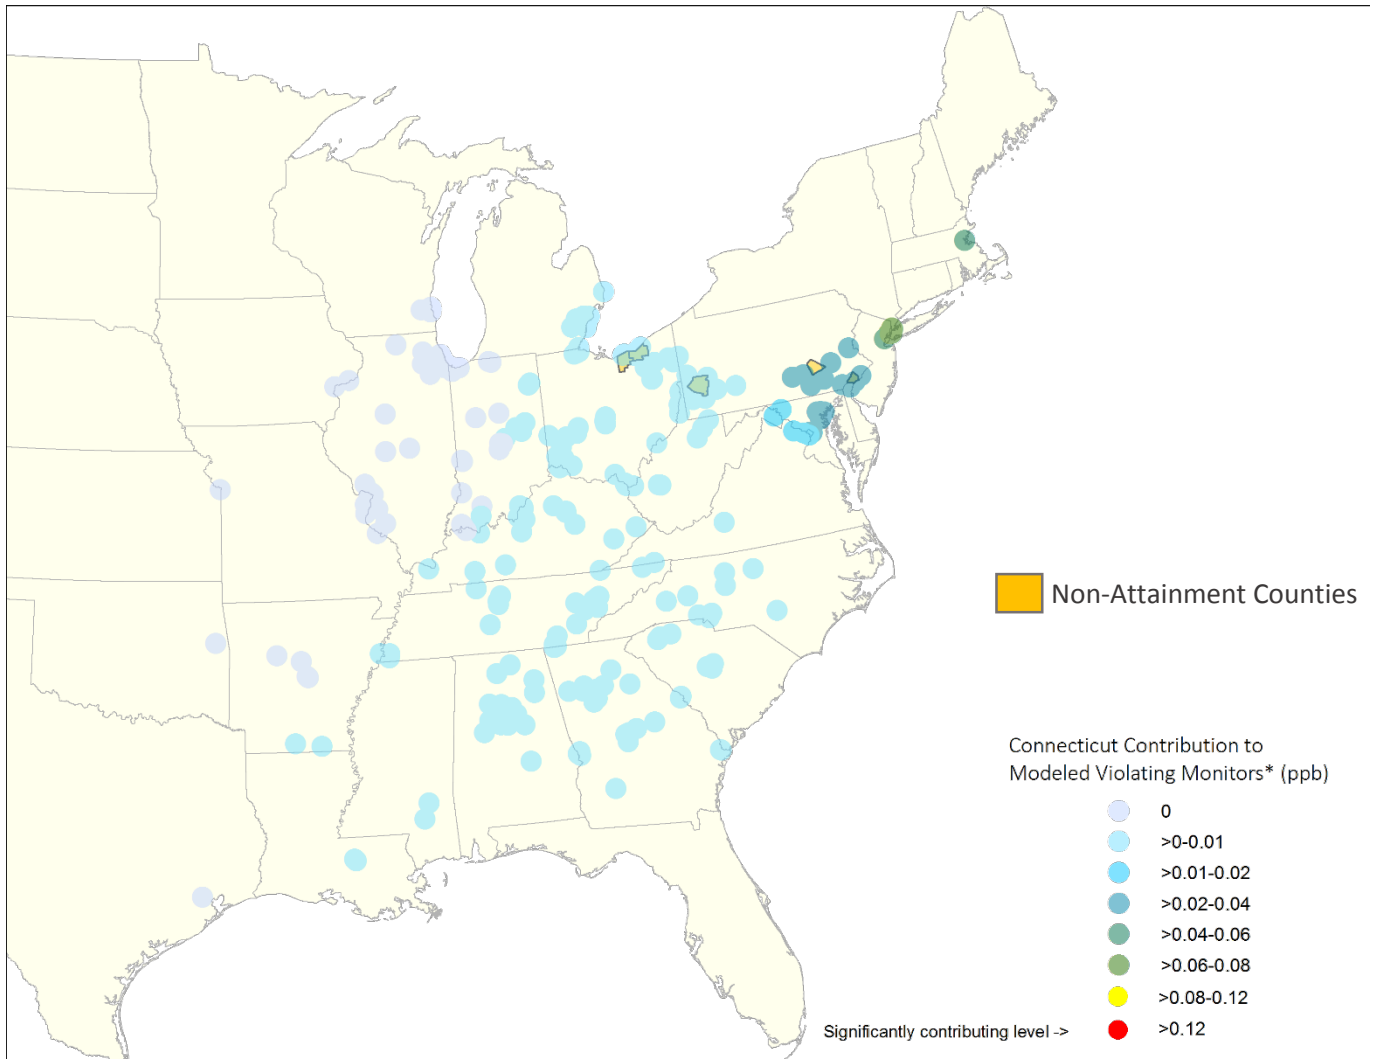 Non-Attainment Counties
Connecticut Contribution to
Modeled Violating Monitors* (ppb)
0
>0-0.01
>0.01-0.02
>0.02-0.04
>0.04-0.06
>0.06-0.08
>0.08-0.12
Significantly contributing level -> >0.12